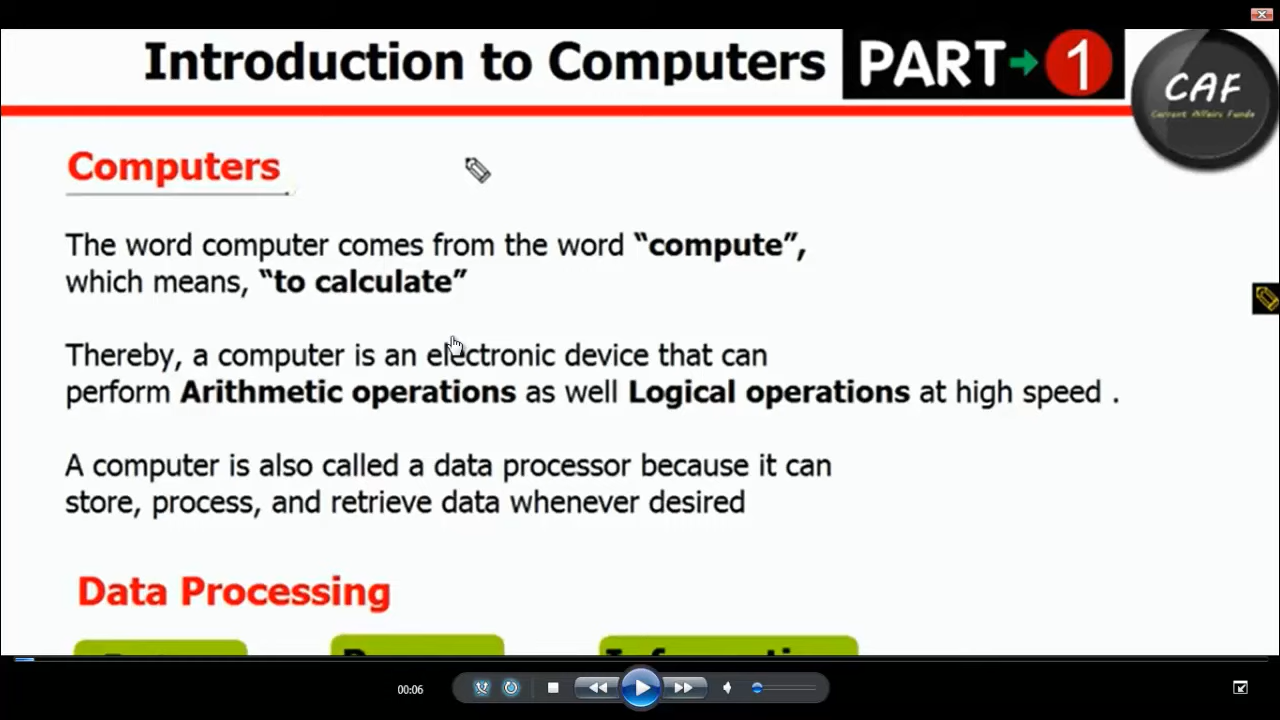 Introduction to Computers PART 1
CAF
Current Affairs Funda
Computers
The word computer comes from the word “compute”,
which means, “to calculate”
Thereby, a computer is an electronic device that can
perform Arithmetic operations as well Logical operations at high speed .
A computer is also called a data processor because it can
store, process, and retrieve data whenever desired
Data Processing
00:06